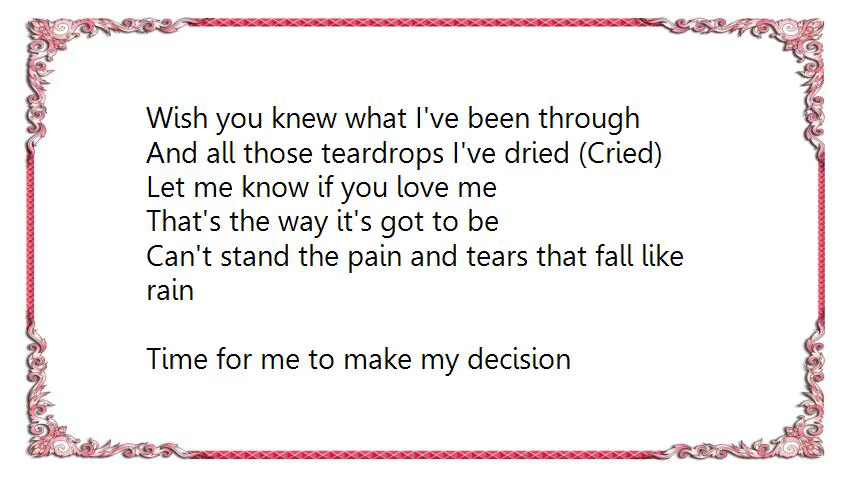 Wish you knew what I've been through
And all those teardrops I've dried (Cried)
Let me know if you love me
That's the way it's got to be
Can't stand the pain and tears that fall like
rain
Time for me to make my decision